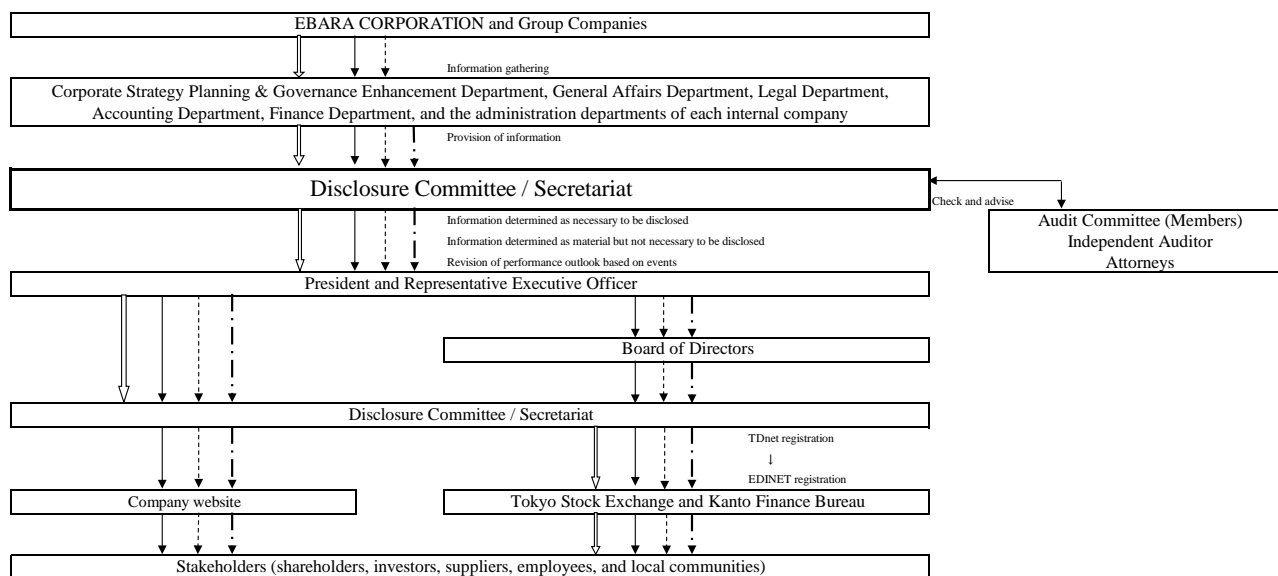 EBARA CORPORATION and Group Companies
Information gathering
Corporate Strategy Planning & Governance Enhancement Department, General Affairs Department, Legal Department,
Accounting Department, Finance Department, and the administration departments of each internal company
Provision of information
Disclosure Committee / Secretariat
Check and advise
Audit Committee (Members)
Independent Auditor
Attorneys
Information determined as necessary to be disclosed
Information determined as material but not necessary to be disclosed
Revision of performance outlook based on events
President and Representative Executive Officer
Board of Directors
Disclosure Committee / Secretariat
TDnet registration
↓
EDINET registration
Company website
Tokyo Stock Exchange and Kanto Finance Bureau
Stakeholders (shareholders, investors, suppliers, employees, and local communities)